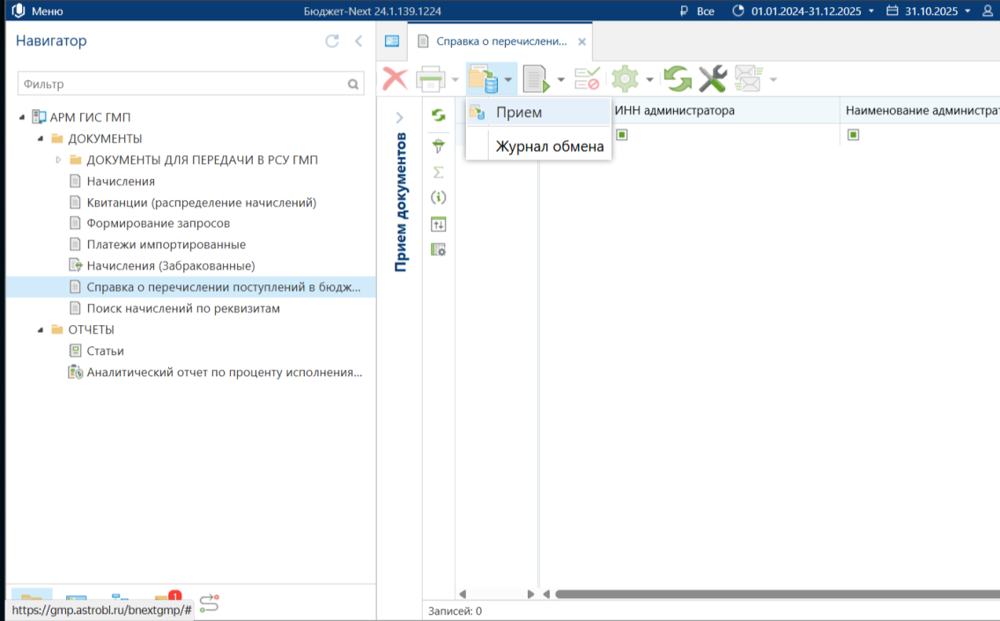 Меню
Бюджет-Next 24.1.139.1224
Все
01.01.2024-31.12.2025
31.10.2025
Навигатор
Справка о перечислени...
Фильтр
АРМ ГИС ГМП
ДОКУМЕНТЫ
ДОКУМЕНТЫ ДЛЯ ПЕРЕДАЧИ В РСУ ГМП
Начисления
Квитанции (распределение начислений)
Формирование запросов
Платежи импортированные
Начисления (Забракованные)
Справка о перечислении поступлений в бюдж...
Поиск начислений по реквизитам
ОТЧЕТЫ
Статьи
Аналитический отчет по проценту исполнения...
Прием документов
Прием
Журнал обмена
ИНН администратора
Наименование администрат
1
https://gmp.astrobl.ru/bnextgmp/#
Записей: 0